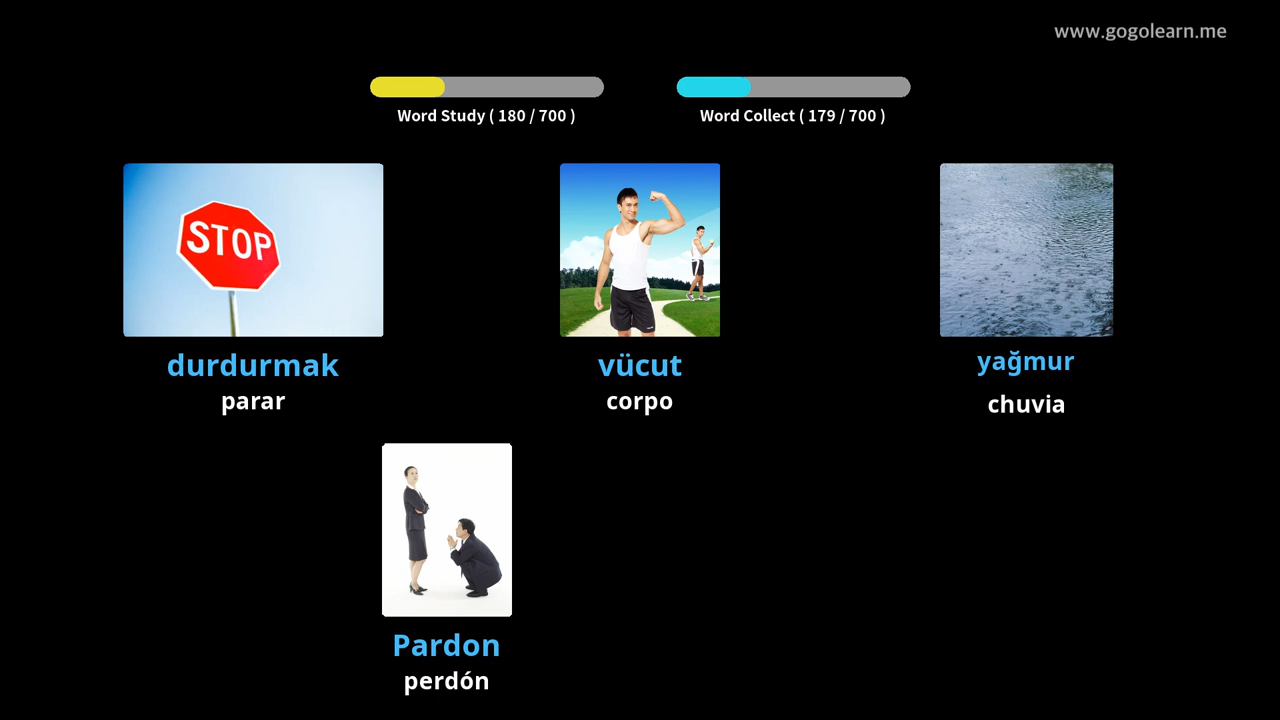 www.gogolearn.me
Word Study ( 180 / 700 )
Word Collect ( 179 / 700 )
STOP
durdurmak
parar
vücut
corpo
yağmur
chuvia
Pardon
perdón